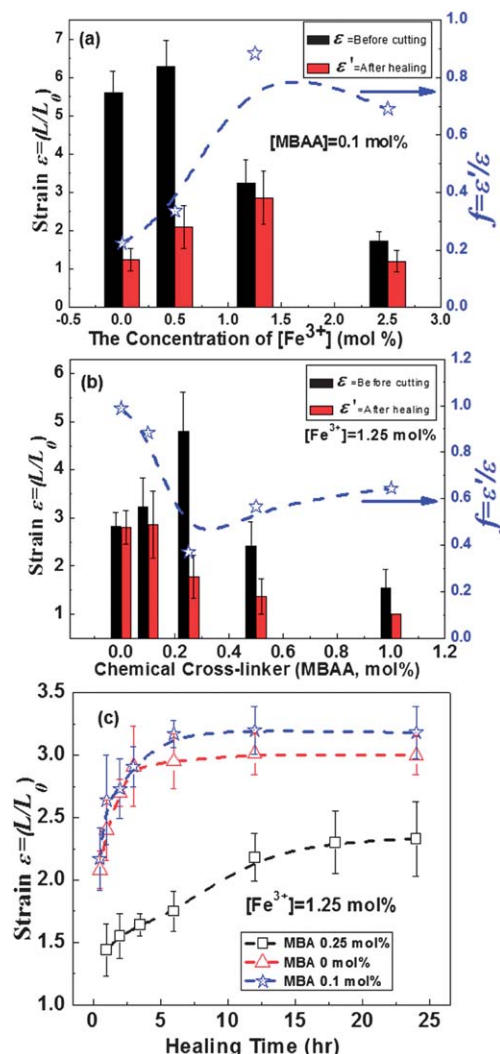 (a)
ε =Before cutting
ε'=After healing
[MBAA]=0.1 mol%
Strain ε=(L/L0)
7
6
5
4
3
2
1
0
1.0
0.8
0.6
0.4
0.2
0.0
f=ε'/ε
-0.5 0.0 0.5 1.0 1.5 2.0 2.5 3.0
The Concentration of [Fe3+] (mol %)
(b)
ε =Before cutting
ε' =After healing
[Fe3+]=1.25 mol%
Strain ε=(L/L0)
6
5
4
3
2
1
1.2
1.0
0.8
0.6
0.4
0.2
0.0
f=ε'/ε
0.0 0.2 0.4 0.6 0.8 1.0 1.2
Chemical Cross-linker (MBAA, mol%)
(c)
Strain ε=(L/L0)
3.5
3.0
2.5
2.0
1.5
1.0
[Fe3+]=1.25 mol%
MBA 0.25 mol%
MBA 0 mol%
MBA 0.1 mol%
0 5 10 15 20 25
Healing Time (hr)